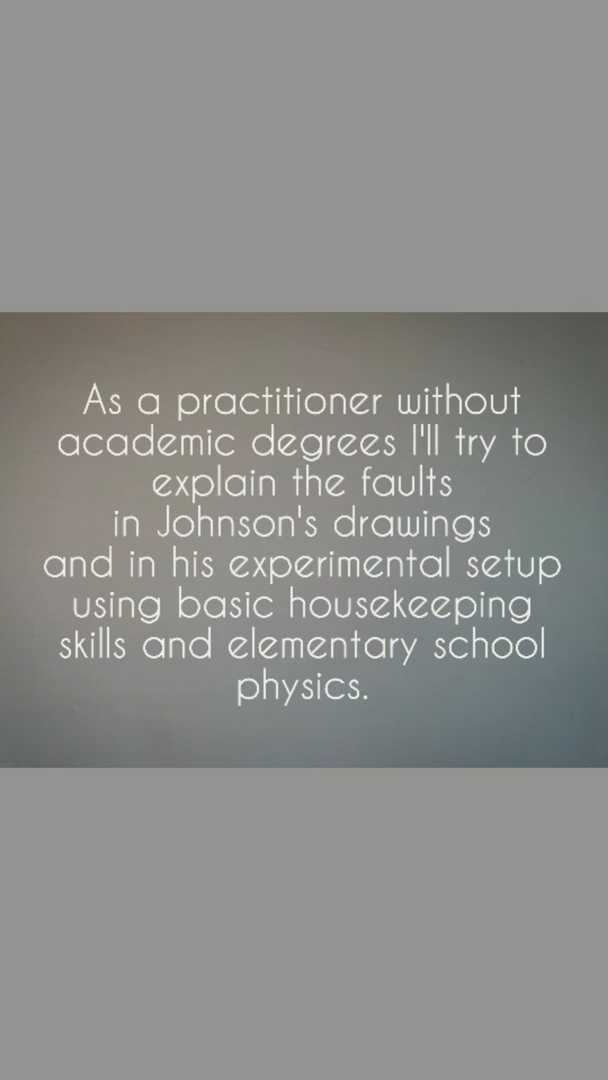 As a practitioner without
academic degrees I'll try to
explain the faults
in Johnson's drawings
and in his experimental setup
using basic housekeeping
skills and elementary school
physics.